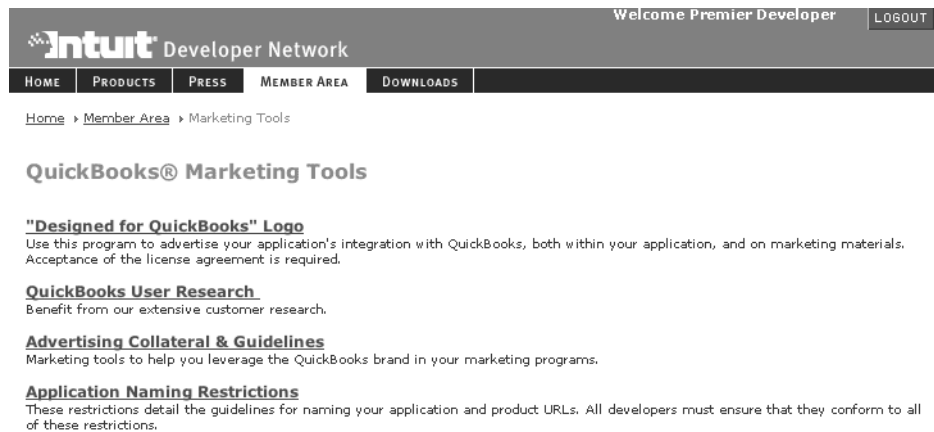 Welcome Premier Developer LOGOUT
Intuit Developer Network
HOME PRODUCTS PRESS MEMBER AREA DOWNLOADS
Home Member Area Marketing Tools
QuickBooks® Marketing Tools
"Designed for QuickBooks" Logo
Use this program to advertise your application's integration with QuickBooks, both within your application, and on marketing materials.
Acceptance of the license agreement is required.
QuickBooks User Research
Benefit from our extensive customer research.
Advertising Collateral & Guidelines
Marketing tools to help you leverage the QuickBooks brand in your marketing programs.
Application Naming Restrictions
These restrictions detail the guidelines for naming your application and product URLs. All developers must ensure that they conform to all
of these restrictions.